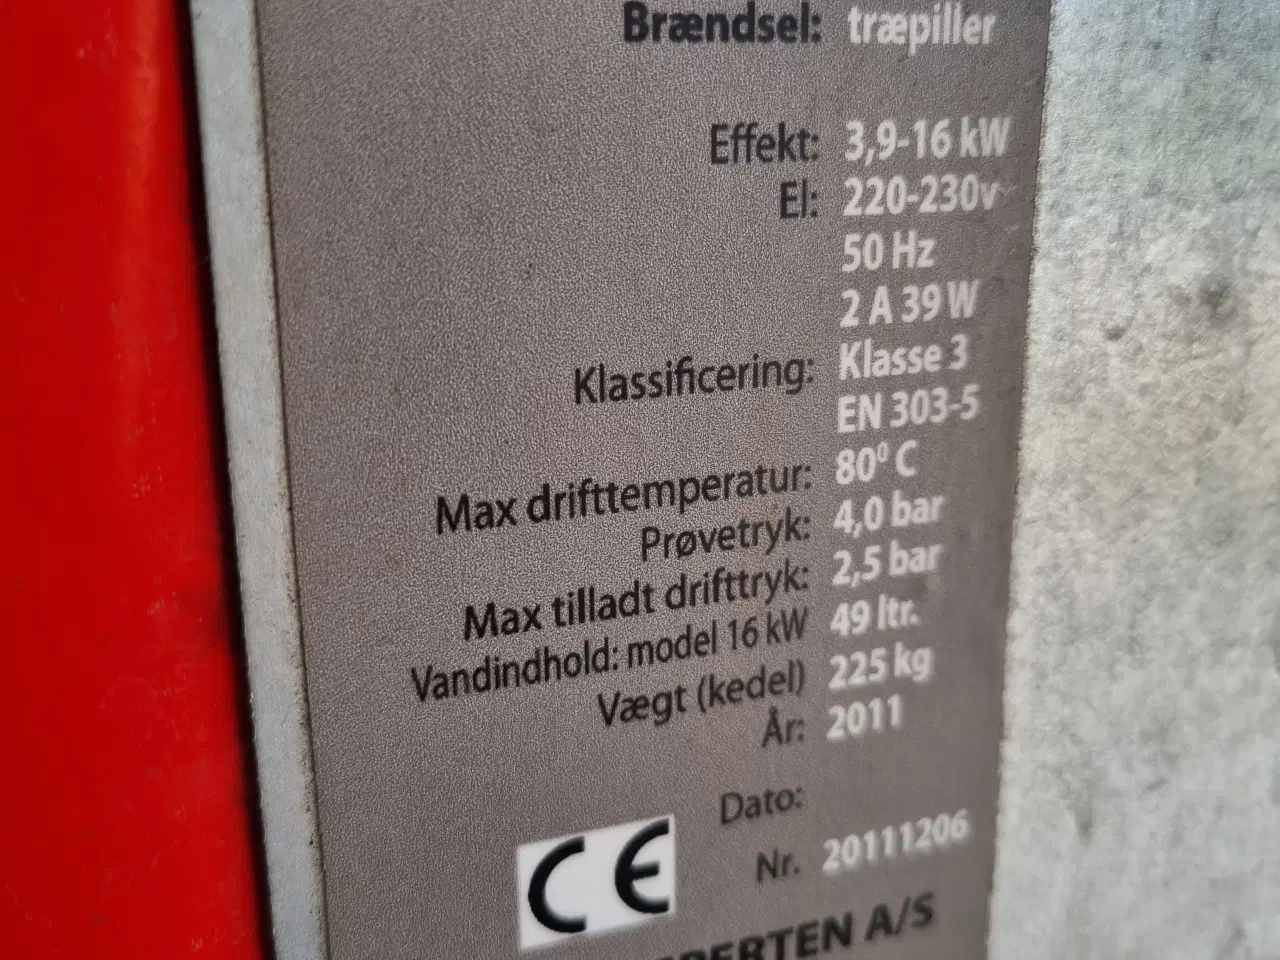 Brændsel: træpiller
Effekt: 3,9-16 kW
El: 220-230v
50 Hz
2 A 39 W
Klassificering: Klasse 3
EN 303-5
Max drifttemperatur: 80⁰ C
Prøvetryk: 4,0 bar
Max tilladt drifttryk: 2,5 bar
Vandindhold: model 16 kW 49 ltr.
Vægt (kedel) 225 kg
År: 2011
Dato:
Nr. 20111206
CE
A/S